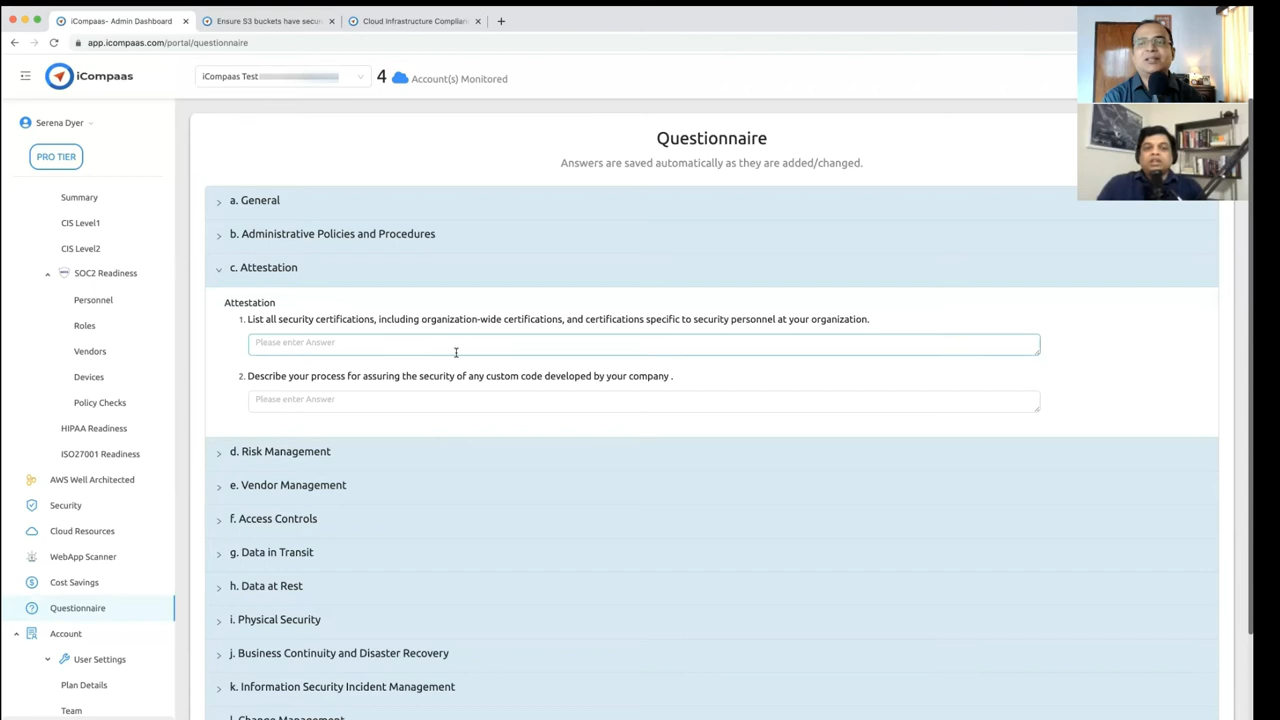 iCompaas- Admin Dashboard
Ensure S3 buckets have secur
Cloud Infrastructure Complian
app.icompaas.com/portal/questionnaire
iCompaas
iCompaas Test
4 Account(s) Monitored
Serena Dyer
PRO TIER
Summary
CIS Level1
CIS Level2
SOC2 Readiness
Personnel
Roles
Vendors
Devices
Policy Checks
HIPAA Readiness
ISO27001 Readiness
AWS Well Architected
Security
Cloud Resources
WebApp Scanner
Cost Savings
Questionnaire
Account
User Settings
Plan Details
Team
Questionnaire
Answers are saved automatically as they are added/changed.
a. General
b. Administrative Policies and Procedures
c. Attestation
Attestation
1. List all security certifications, including organization-wide certifications, and certifications specific to security personnel at your organization.
Please enter Answer
2. Describe your process for assuring the security of any custom code developed by your company .
Please enter Answer
d. Risk Management
e. Vendor Management
f. Access Controls
g. Data in Transit
h. Data at Rest
i. Physical Security
j. Business Continuity and Disaster Recovery
k. Information Security Incident Management
l. Change Management